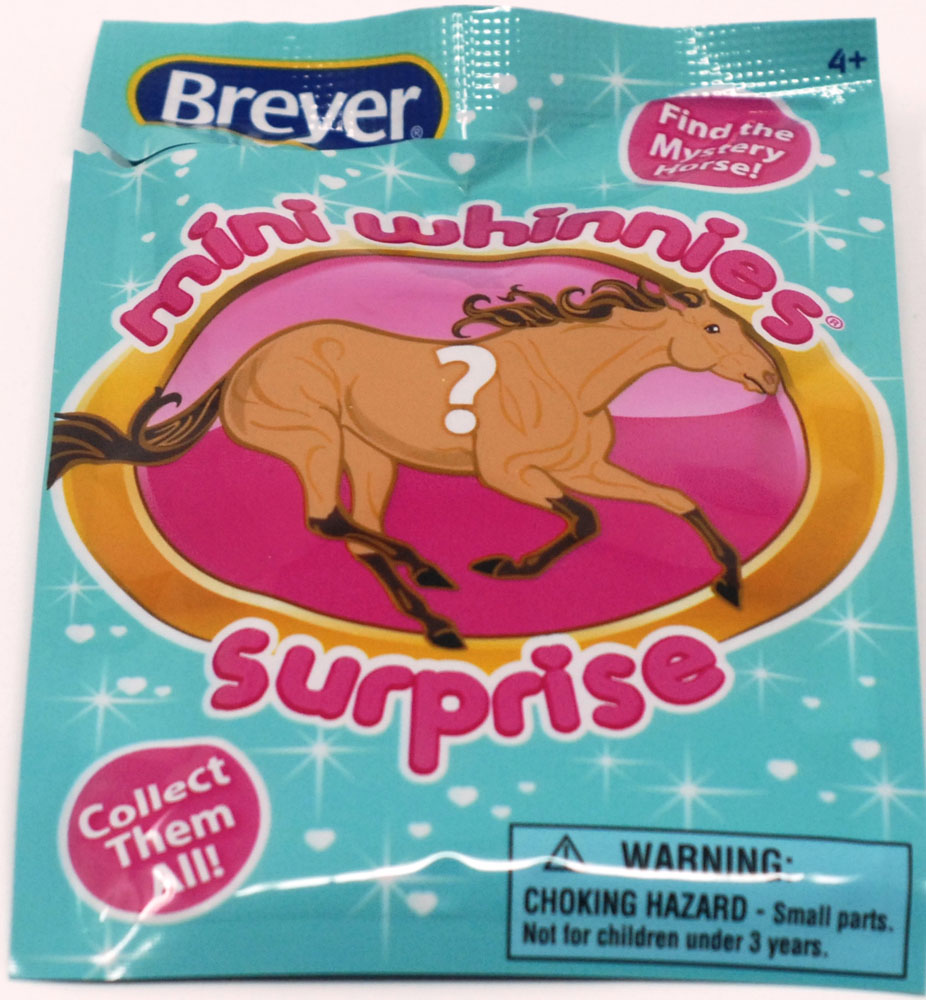 Breyer®
4+
Find the
Mystery
Horse!
mini whinnies®
?
surprise
Collect
Them
All!
⚠ WARNING:
CHOKING HAZARD - Small parts.
Not for children under 3 years.